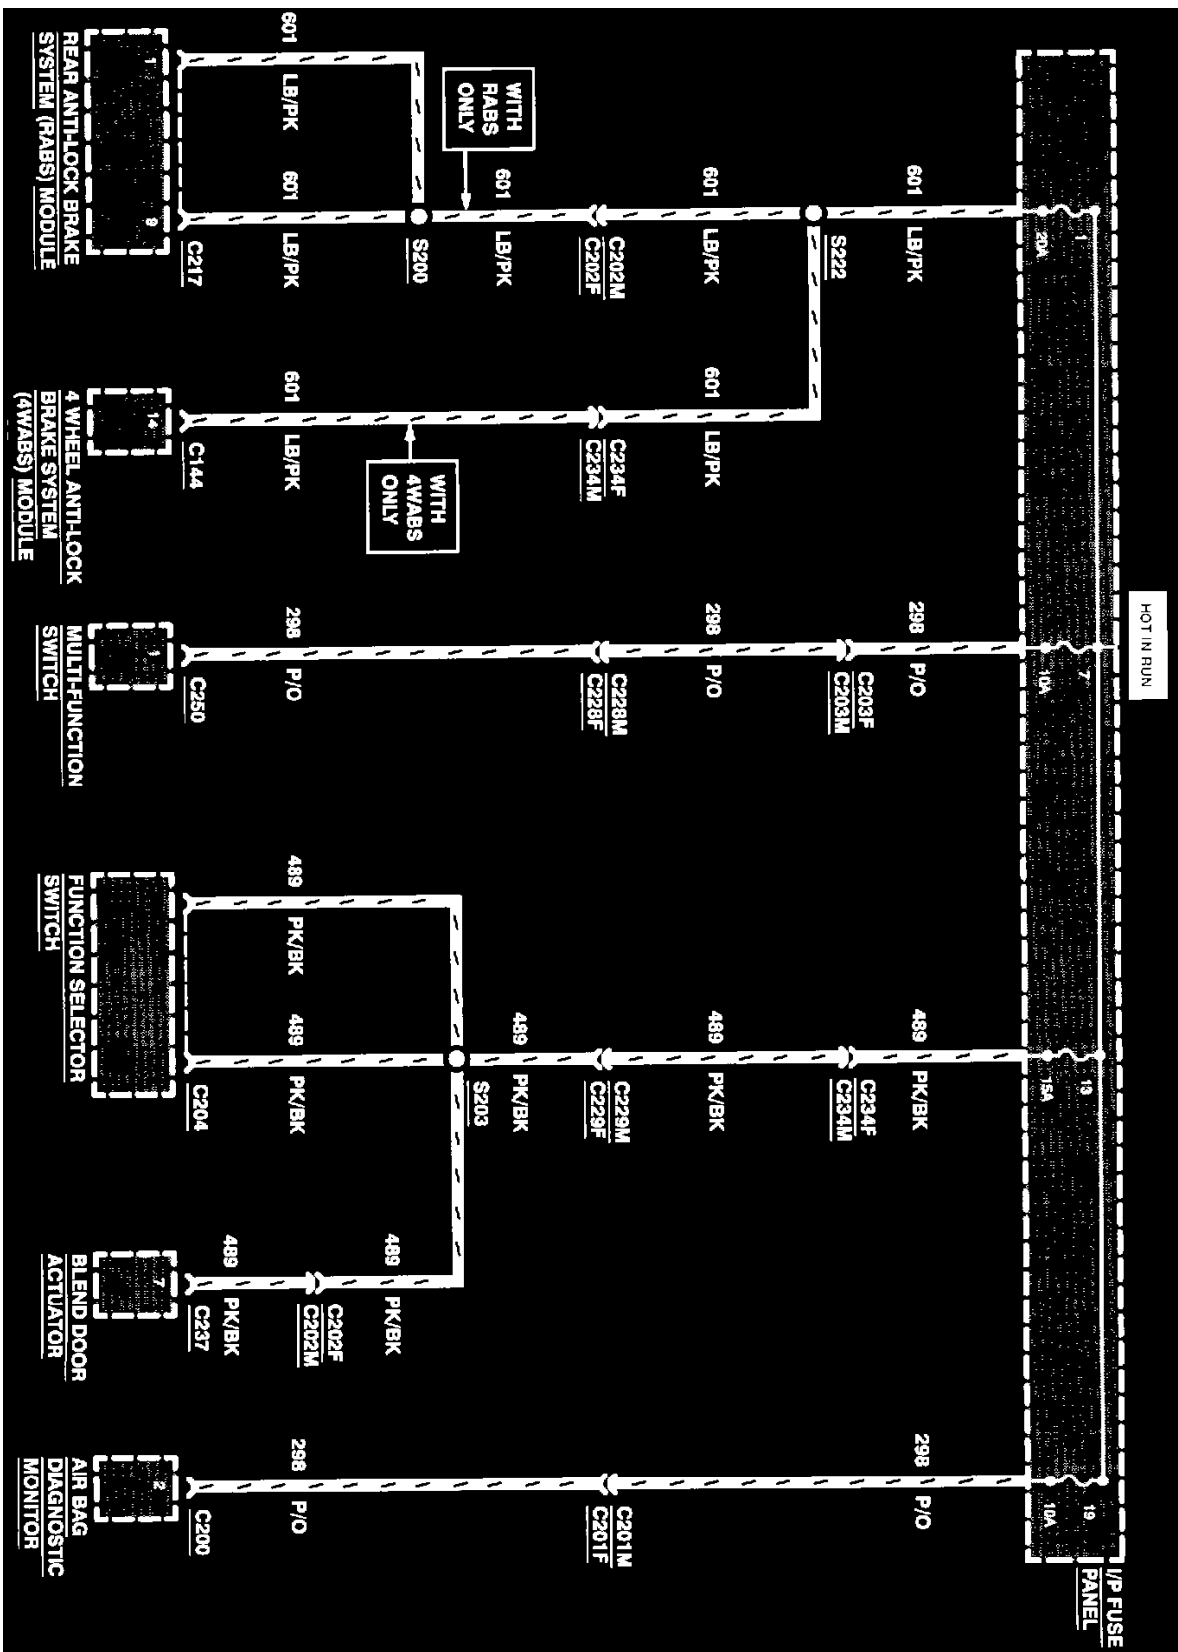 HOT IN RUN
I/P FUSE
PANEL
1
20A
7
10A
13
15A
19
10A
601
LB/PK
S222
601
LB/PK
C202M
C202F
601
LB/PK
WITH
RABS
ONLY
S200
601
LB/PK
601
LB/PK
C217
1
9
REAR ANTI-LOCK BRAKE
SYSTEM (RABS) MODULE
601
LB/PK
C234F
C234M
WITH
4WABS
ONLY
601
LB/PK
C144
14
4 WHEEL ANTI-LOCK
BRAKE SYSTEM
(4WABS) MODULE
298
P/O
C203F
C203M
298
P/O
C228M
C228F
298
P/O
C250
1
MULTI-FUNCTION
SWITCH
489
PK/BK
C234F
C234M
489
PK/BK
C229M
C229F
489
PK/BK
S203
489
PK/BK
489
PK/BK
C204
FUNCTION SELECTOR
SWITCH
489
PK/BK
C202F
C202M
489
PK/BK
C237
7
BLEND DOOR
ACTUATOR
298
P/O
C201M
C201F
298
P/O
C200
2
AIR BAG
DIAGNOSTIC
MONITOR